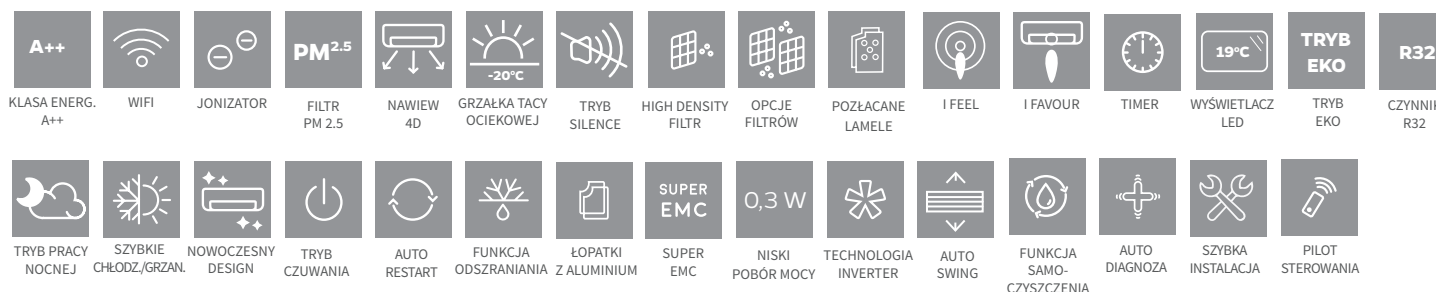 A++
KLASA ENERG.
A++
WIFI
JONIZATOR
PM2.5
FILTR
PM 2.5
NAWIEW
4D
-20°C
GRZAŁKA TACY
OCIEKOWEJ
TRYB
SILENCE
HIGH DENSITY
FILTR
OPCJE
FILTRÓW
POZŁACANE
LAMELE
I FEEL
I FAVOUR
TIMER
19°C
WYŚWIETLACZ
LED
TRYB
EKO
TRYB
EKO
R32
CZYNNIK
R32
TRYB PRACY
NOCNEJ
SZYBKIE
CHŁODZ./GRZAN.
NOWOCZESNY
DESIGN
TRYB
CZUWANIA
AUTO
RESTART
FUNKCJA
ODSZRANIANIA
ŁOPATKI
Z ALUMINIUM
SUPER
EMC
SUPER
EMC
0,3 W
NISKI
POBÓR MOCY
TECHNOLOGIA
INVERTER
AUTO
SWING
FUNKCJA
SAMO-
CZYSZCZENIA
AUTO
DIAGNOZA
SZYBKA
INSTALACJA
PILOT
STEROWANIA